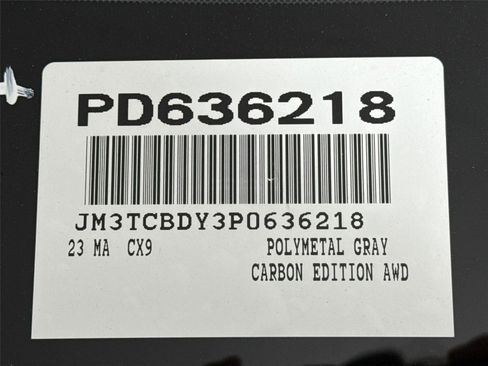 PD636218
JM3TCBDY3P0636218
23 MA CX9 POLYMETAL GRAY
CARBON EDITION AWD